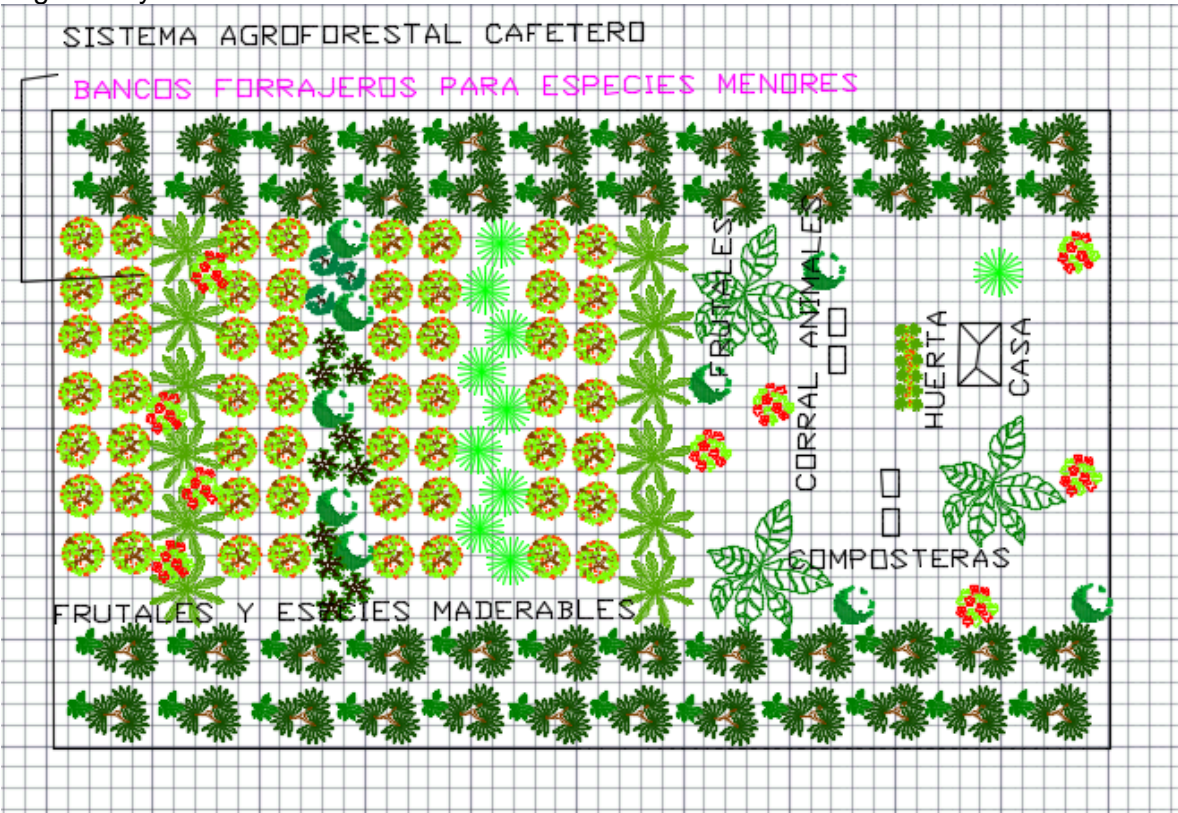 SISTEMA AGROFORESTAL CAFETERO
BANCOS FORRAJEROS PARA ESPECIES MENORES
FRUTALES
CORRAL ANIMALES
HUERTA
CASA
COMPOSTERAS
FRUTALES Y ESPECIES MADERABLES